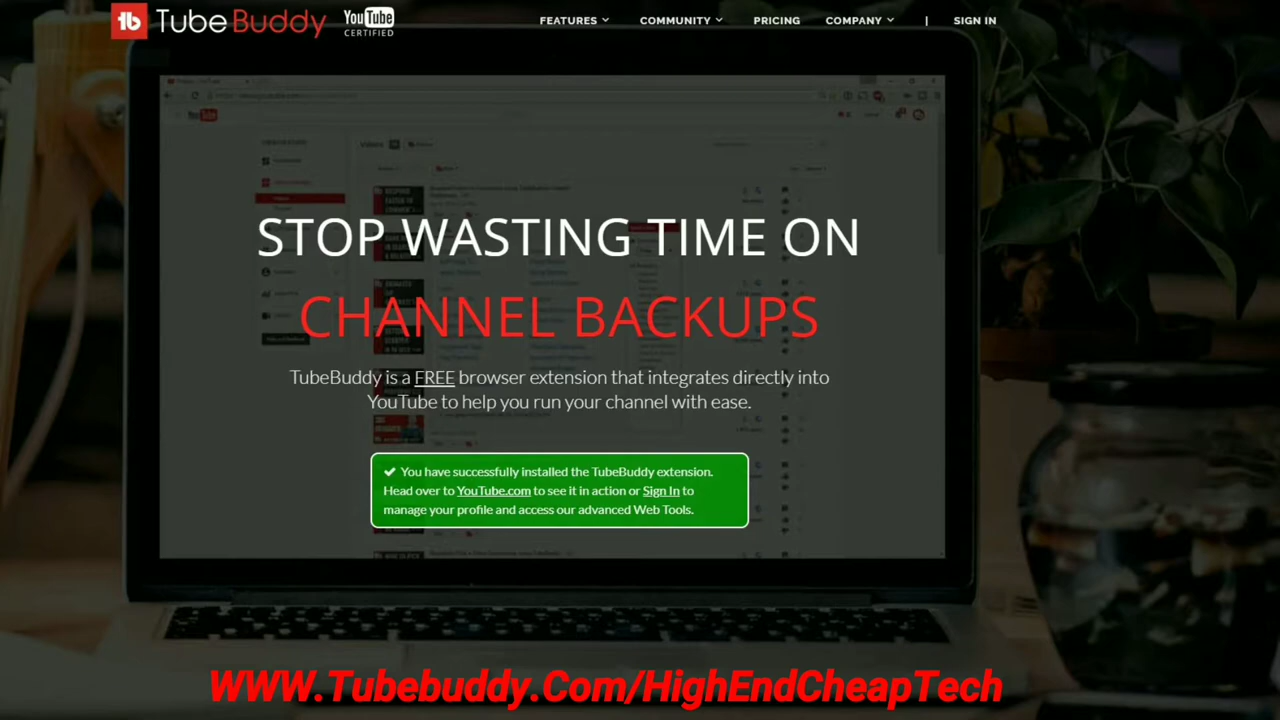 TubeBuddy YouTube CERTIFIED
FEATURES COMMUNITY PRICING COMPANY | SIGN IN
YouTube
STOP WASTING TIME ON
CHANNEL BACKUPS
TubeBuddy is a FREE browser extension that integrates directly into
YouTube to help you run your channel with ease.
You have successfully installed the TubeBuddy extension.
Head over to YouTube.com to see it in action or Sign In to
manage your profile and access our advanced Web Tools.
WWW.Tubebuddy.Com/HighEndCheapTech